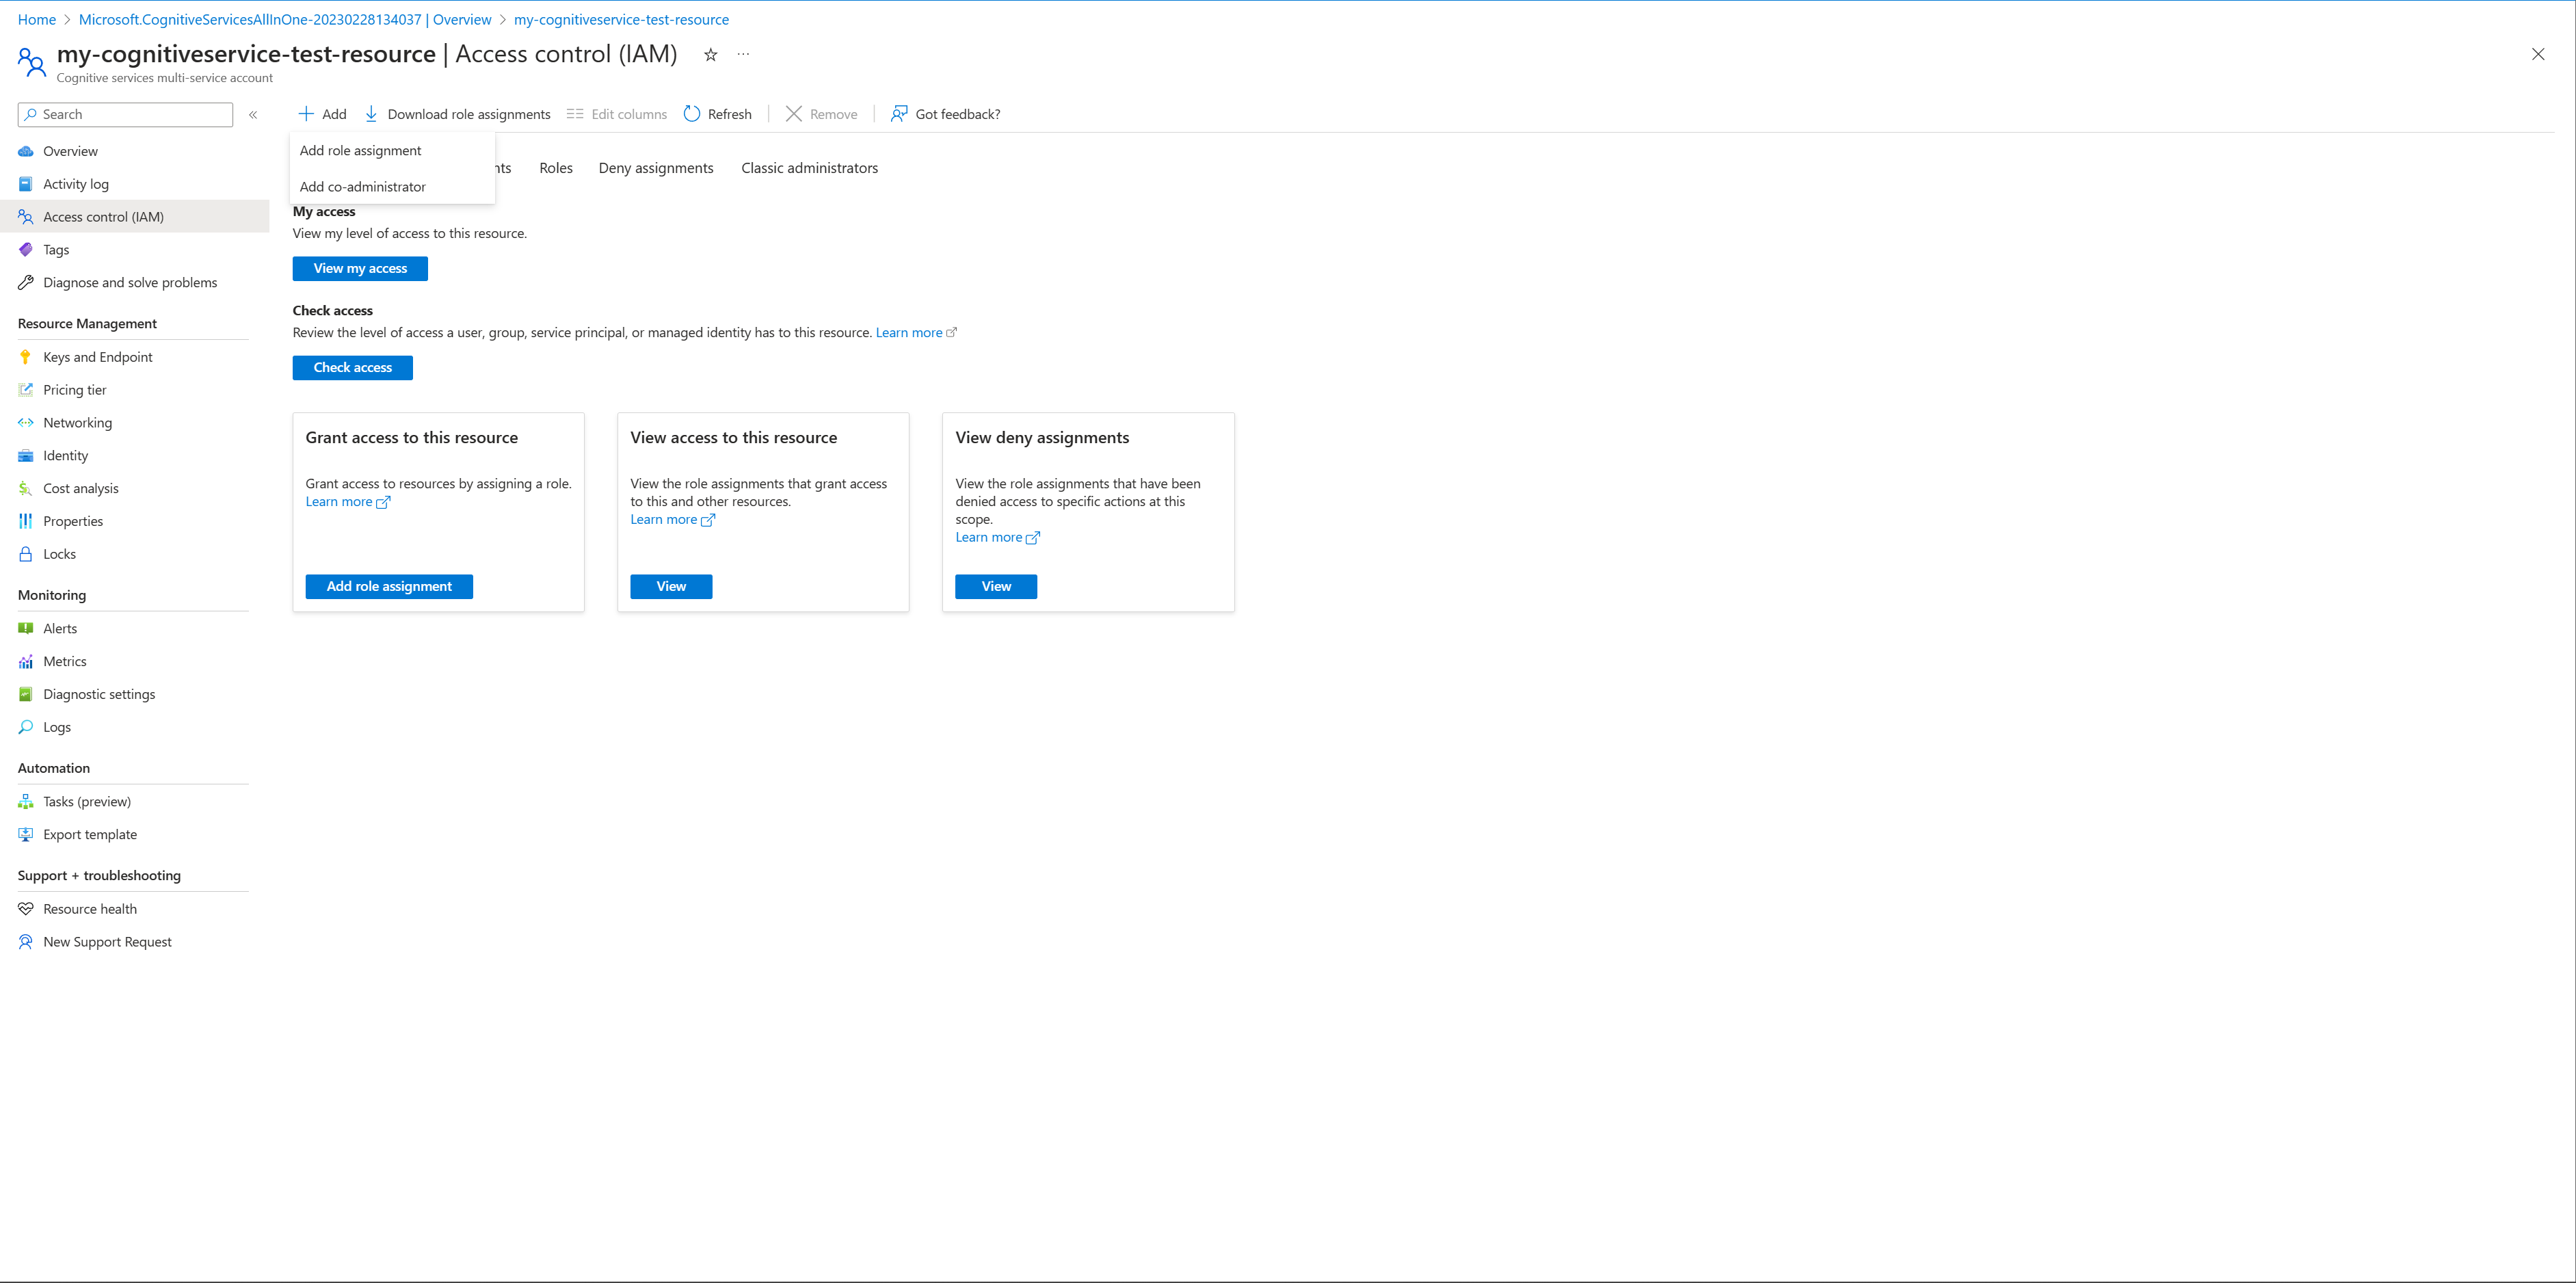 Home > Microsoft.CognitiveServicesAllInOne-20230228134037 | Overview > my-cognitiveservice-test-resource
my-cognitiveservice-test-resource | Access control (IAM)
Cognitive services multi-service account
Search
Overview
Activity log
Access control (IAM)
Tags
Diagnose and solve problems
Resource Management
Keys and Endpoint
Pricing tier
Networking
Identity
Cost analysis
Properties
Locks
Monitoring
Alerts
Metrics
Diagnostic settings
Logs
Automation
Tasks (preview)
Export template
Support + troubleshooting
Resource health
New Support Request
Add Download role assignments Edit columns Refresh Remove Got feedback?
Add role assignment
Add co-administrator
nts Roles Deny assignments Classic administrators
My access
View my level of access to this resource.
View my access
Check access
Review the level of access a user, group, service principal, or managed identity has to this resource. Learn more
Check access
Grant access to this resource
Grant access to resources by assigning a role.
Learn more
Add role assignment
View access to this resource
View the role assignments that grant access
to this and other resources.
Learn more
View
View deny assignments
View the role assignments that have been
denied access to specific actions at this
scope.
Learn more
View